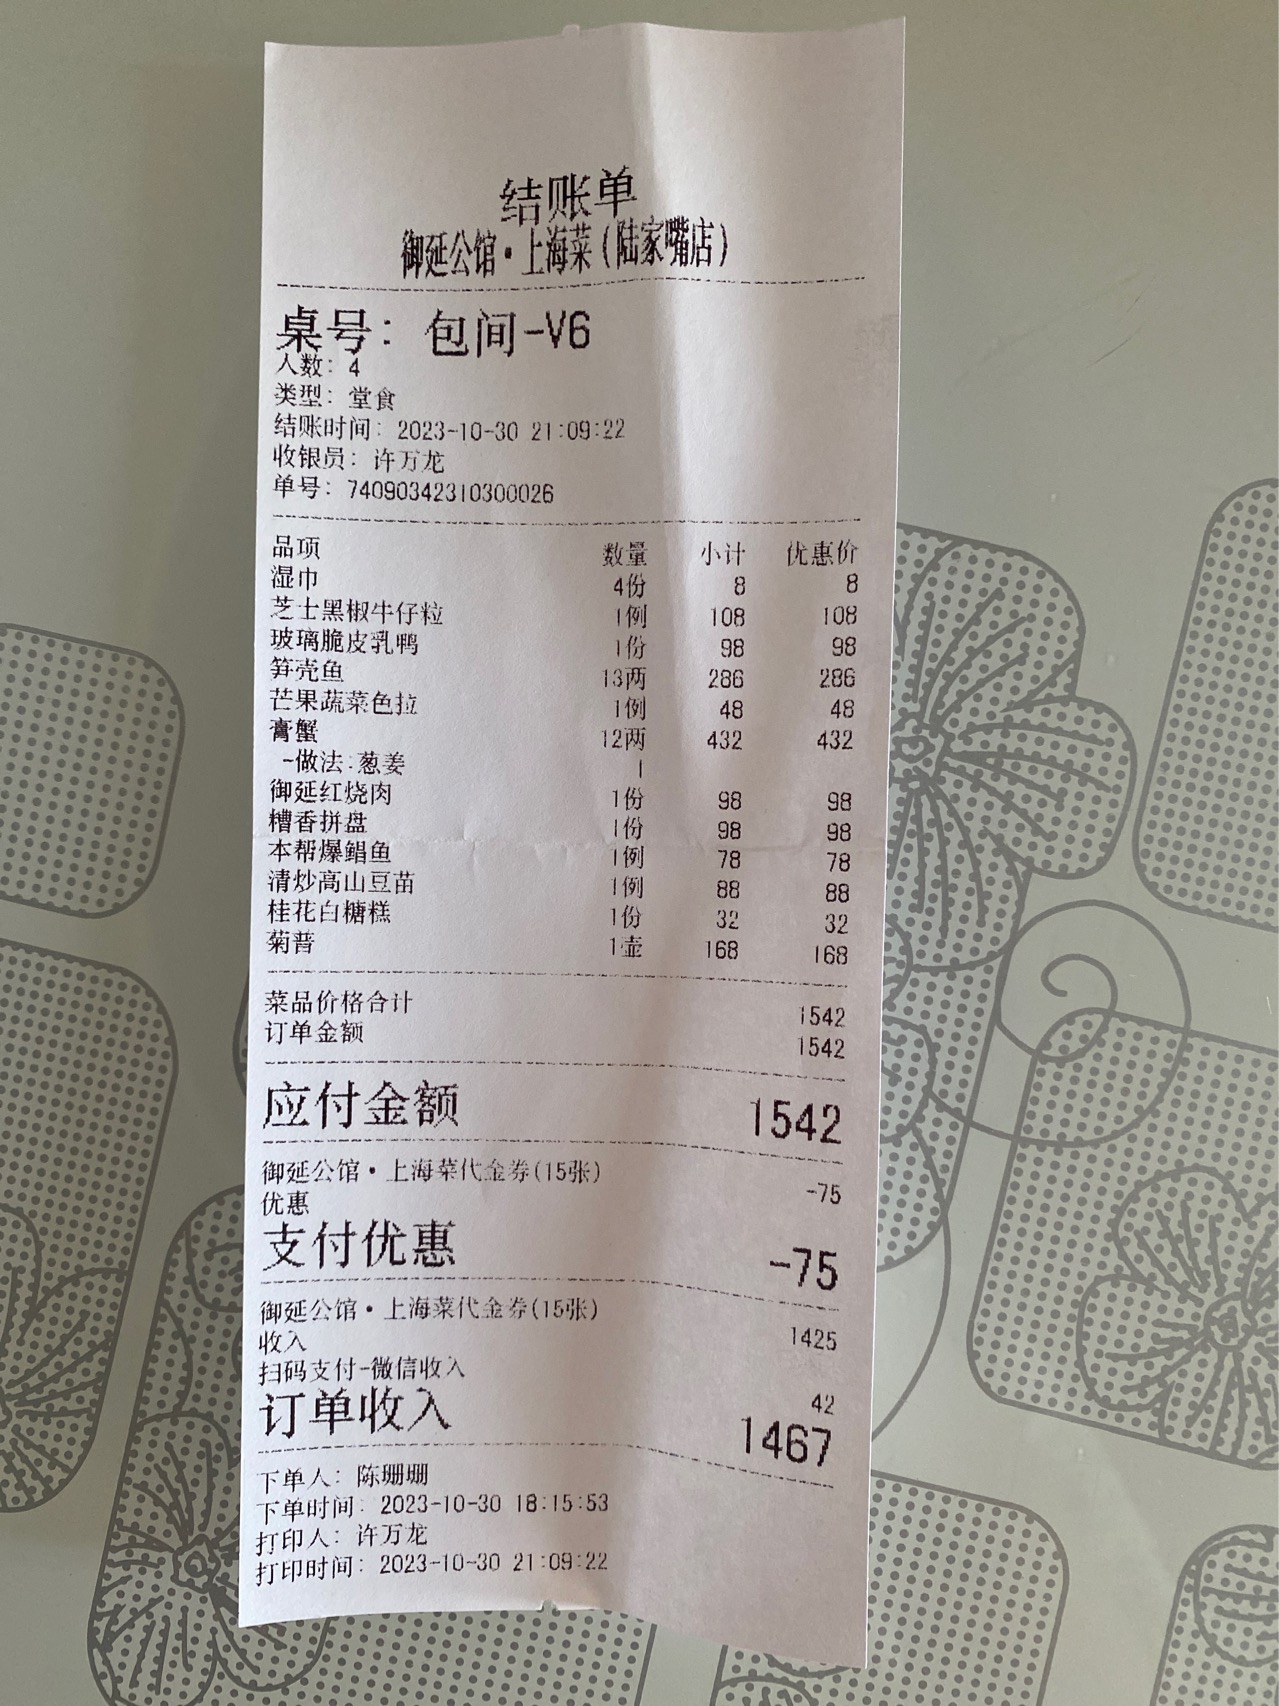 结账单
御延公馆·上海菜(陆家嘴店)
桌号: 包间-V6
人数: 4
类型: 堂食
结账时间: 2023-10-30 21:09:22
收银员: 许万龙
单号: 74090342310300026
品项 数量 小计 优惠价
湿巾 4份 8 8
芝士黑椒牛仔粒 1例 108 108
玻璃脆皮乳鸭 1份 98 98
笋壳鱼 13两 286 286
芒果蔬菜色拉 1例 48 48
膏蟹 12两 432 432
-做法:葱姜 1
御延红烧肉 1份 98 98
糟香拼盘 1份 98 98
本帮爆鲳鱼 1例 78 78
清炒高山豆苗 1例 88 88
桂花白糖糕 1份 32 32
菊普 1壶 168 168
菜品价格合计 1542
订单金额 1542
应付金额 1542
御延公馆·上海菜代金券(15张)
优惠 -75
支付优惠 -75
御延公馆·上海菜代金券(15张)
收入 1425
扫码支付-微信收入 42
订单收入 1467
下单人: 陈珊珊
下单时间: 2023-10-30 18:15:53
打印人: 许万龙
打印时间: 2023-10-30 21:09:22